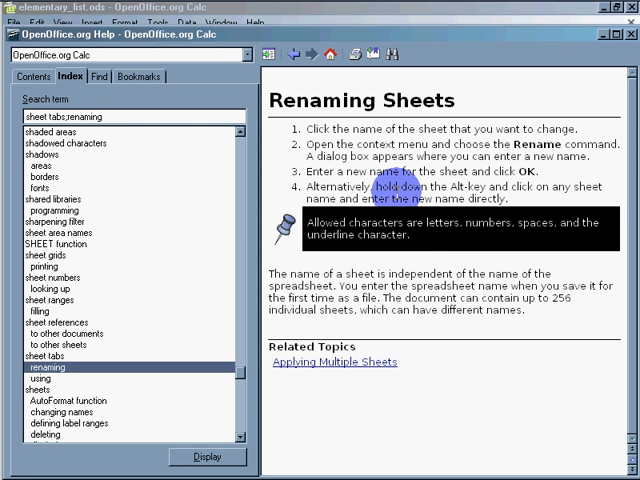 elementary_list.ods - OpenOffice.org Calc
File Edit View Insert Format Tools Data Window Help
OpenOffice.org Help - OpenOffice.org Calc
OpenOffice.org Calc
Contents Index Find Bookmarks
Search term
sheet tabs;renaming
shaded areas
shadowed characters
shadows
areas
borders
fonts
shared libraries
programming
sharpening filter
sheet area names
SHEET function
sheet grids
printing
sheet numbers
looking up
sheet ranges
filling
sheet references
to other documents
to other sheets
sheet tabs
renaming
using
sheets
AutoFormat function
changing names
defining label ranges
deleting
Display
Renaming Sheets
1. Click the name of the sheet that you want to change.
2. Open the context menu and choose the Rename command.
A dialog box appears where you can enter a new name.
3. Enter a new name for the sheet and click OK.
4. Alternatively, hold down the Alt-key and click on any sheet
name and enter the new name directly.
Allowed characters are letters, numbers, spaces, and the
underline character.
The name of a sheet is independent of the name of the
spreadsheet. You enter the spreadsheet name when you save it for
the first time as a file. The document can contain up to 256
individual sheets, which can have different names.
Related Topics
Applying Multiple Sheets